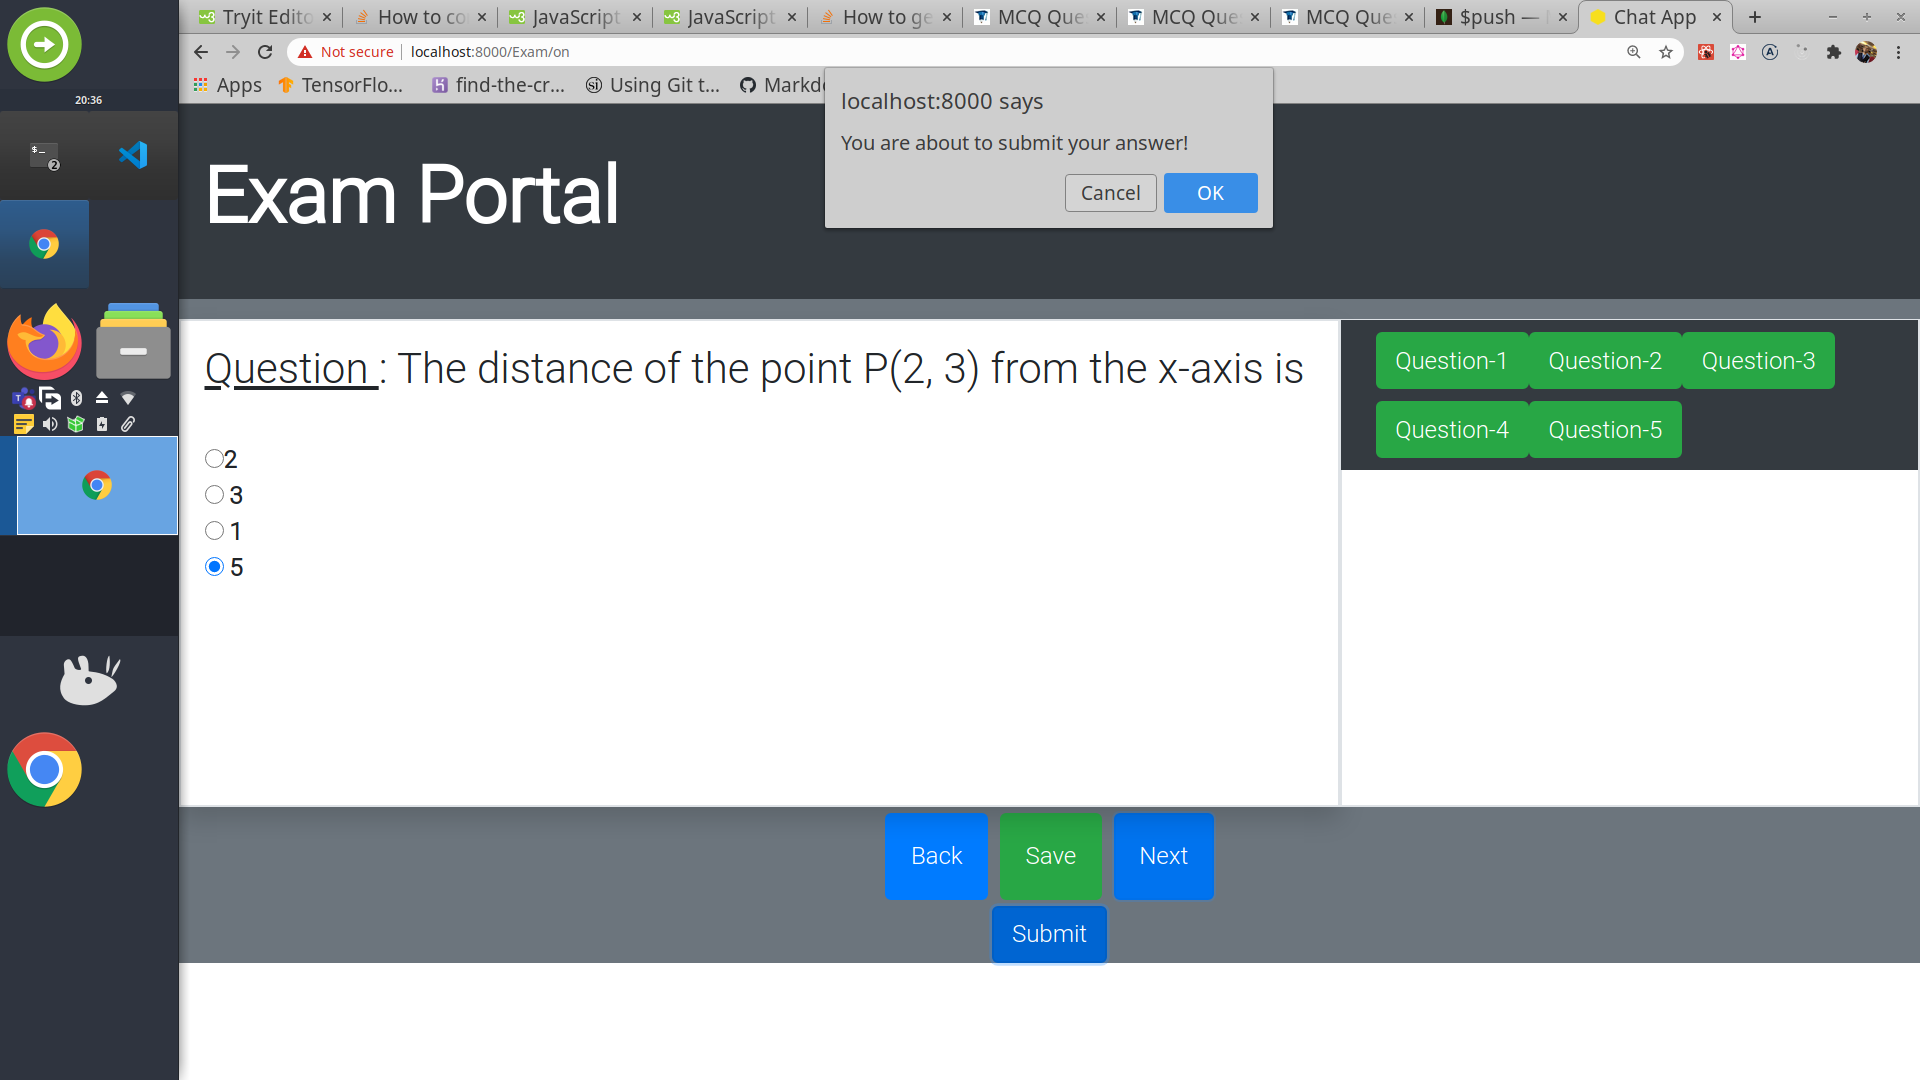 Tryit Edito
How to co
JavaScript
JavaScript
How to ge
MCQ Que
MCQ Que
MCQ Que
$push —
Chat App
Not secure
localhost:8000/Exam/on
Apps
TensorFlo...
find-the-cr...
Using Git t...
Markdo
20:36
localhost:8000 says
You are about to submit your answer!
Cancel
OK
Exam Portal
Question : The distance of the point P(2, 3) from the x-axis is
2
3
1
5
Question-1 Question-2 Question-3
Question-4 Question-5
Back Save Next
Submit